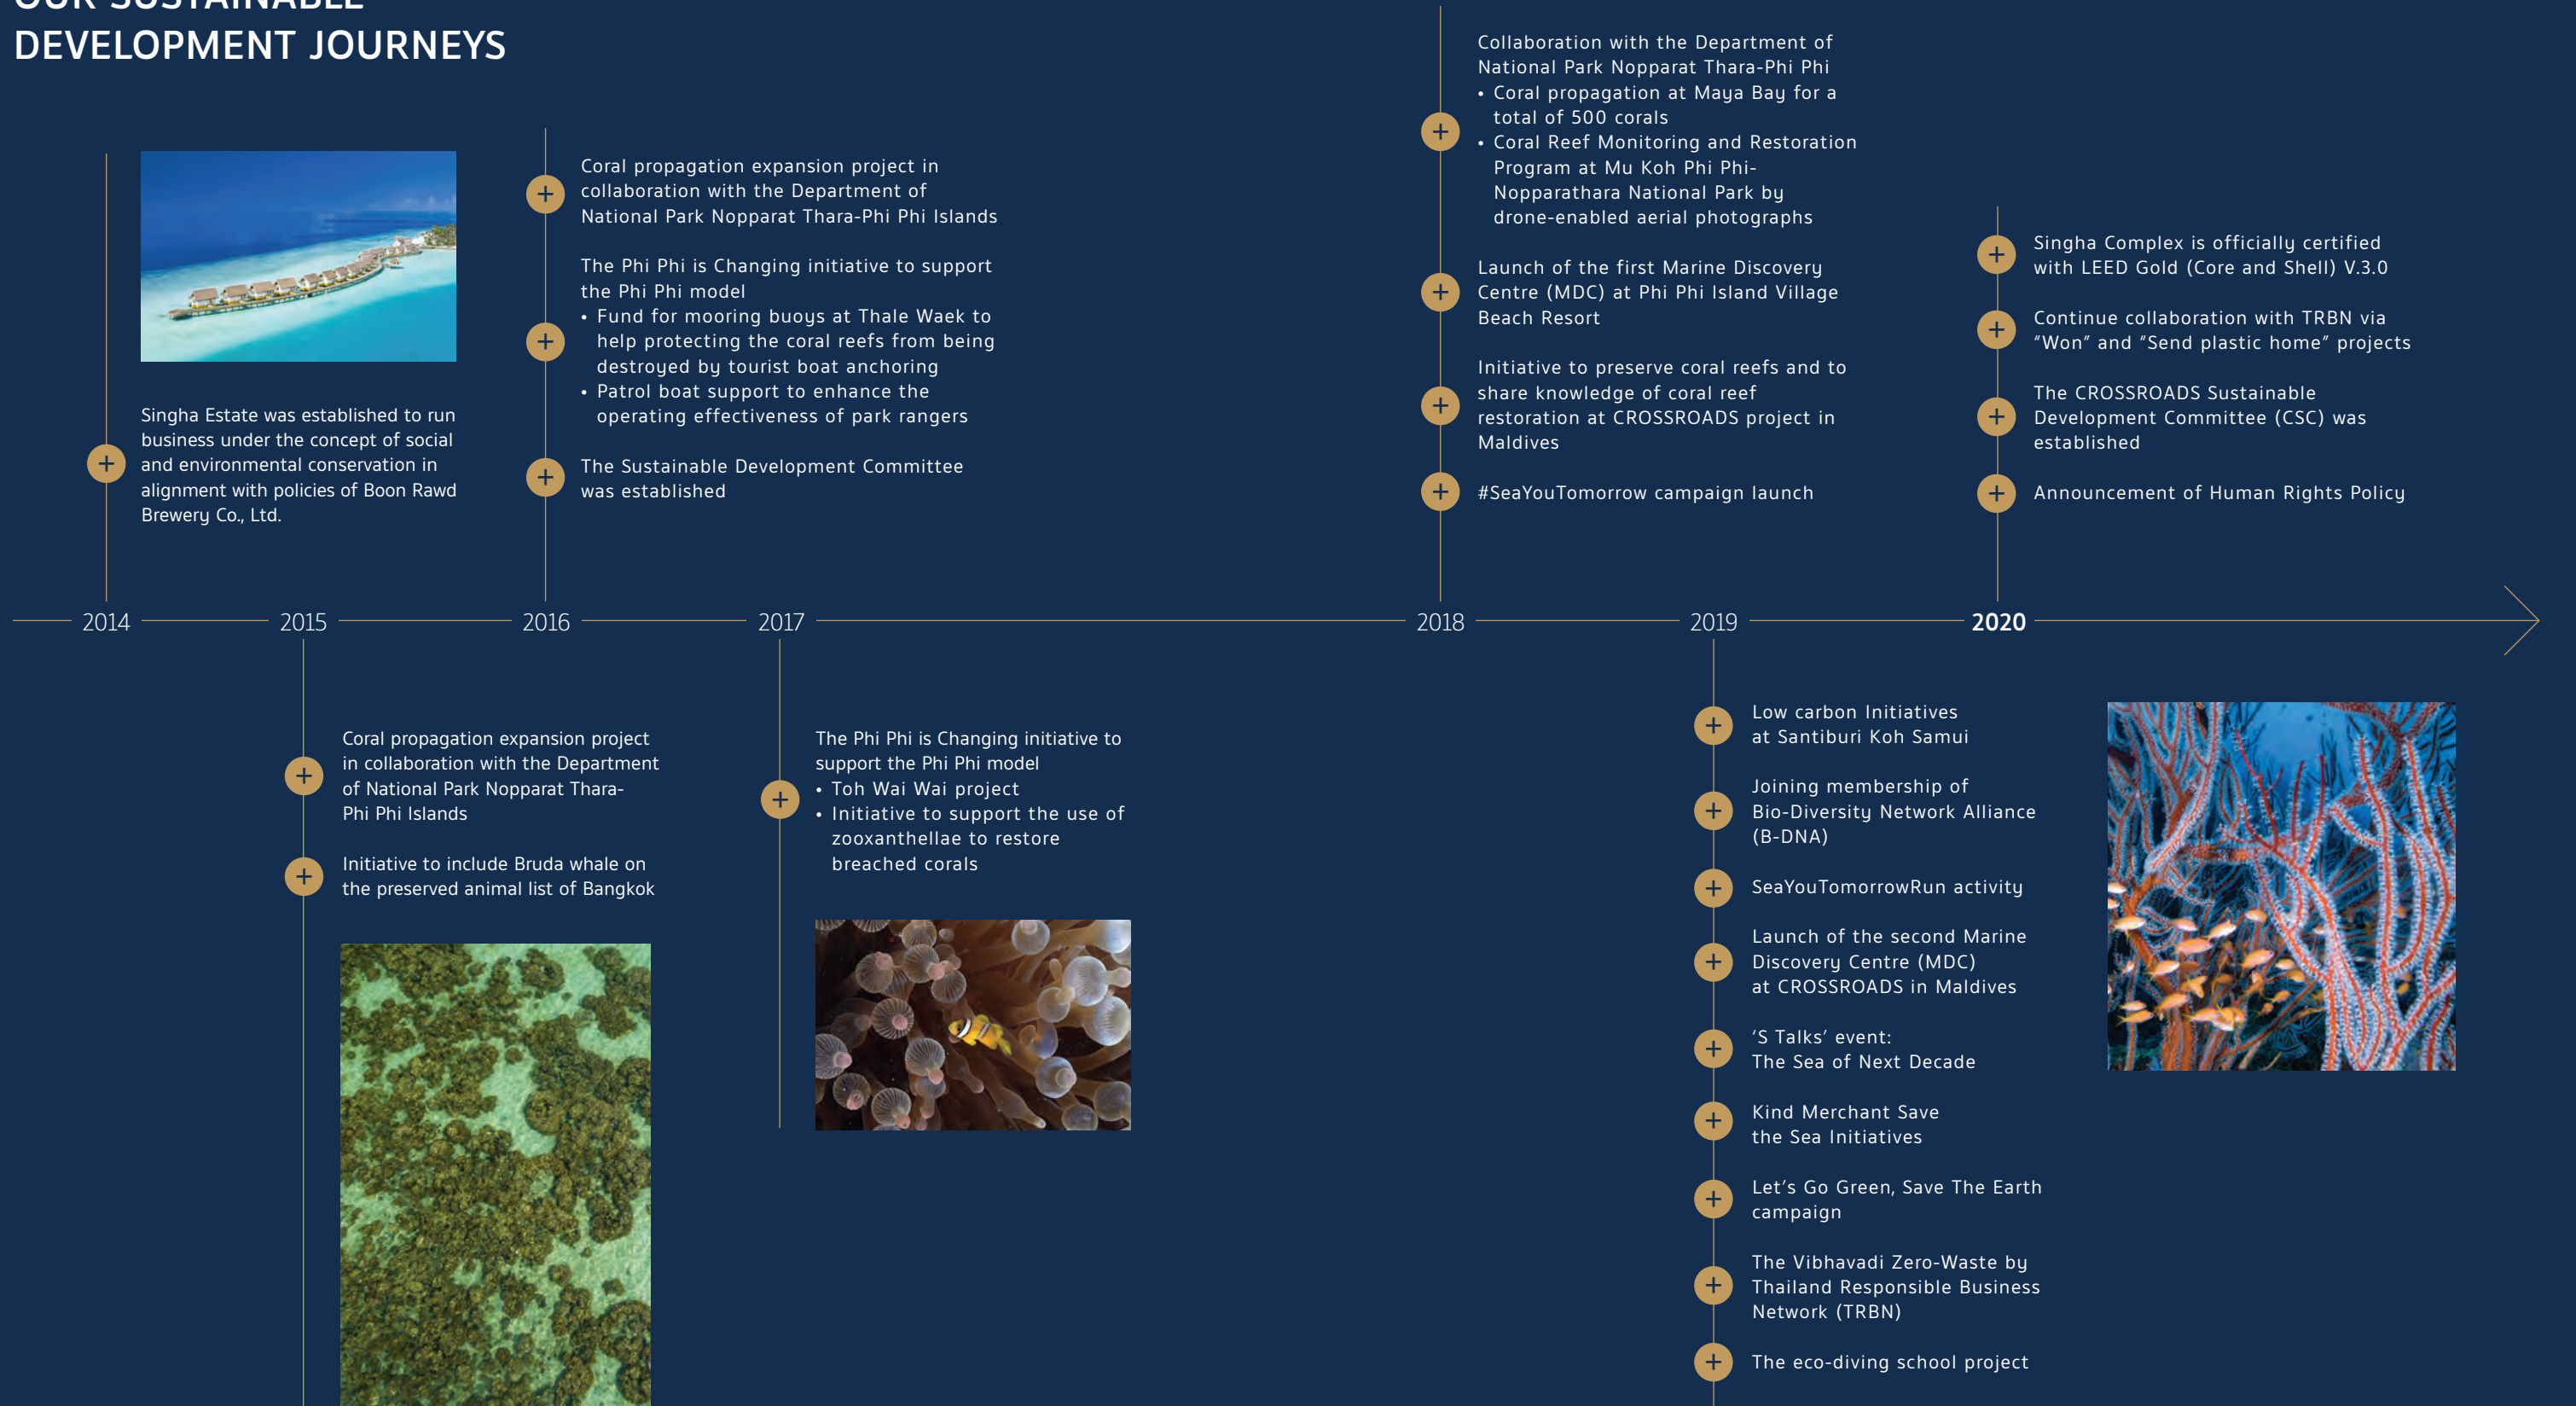 OUR SUSTAINABLE
DEVELOPMENT JOURNEYS
Singha Estate was established to run
business under the concept of social
and environmental conservation in
alignment with policies of Boon Rawd
Brewery Co., Ltd.
Coral propagation expansion project in
collaboration with the Department of
National Park Nopparat Thara-Phi Phi Islands
The Phi Phi is Changing initiative to support
the Phi Phi model
• Fund for mooring buoys at Thale Waek to
help protecting the coral reefs from being
destroyed by tourist boat anchoring
• Patrol boat support to enhance the
operating effectiveness of park rangers
The Sustainable Development Committee
was established
Collaboration with the Department of
National Park Nopparat Thara-Phi Phi
• Coral propagation at Maya Bay for a
total of 500 corals
• Coral Reef Monitoring and Restoration
Program at Mu Koh Phi Phi-
Nopparathara National Park by
drone-enabled aerial photographs
Launch of the first Marine Discovery
Centre (MDC) at Phi Phi Island Village
Beach Resort
Initiative to preserve coral reefs and to
share knowledge of coral reef
restoration at CROSSROADS project in
Maldives
#SeaYouTomorrow campaign launch
Singha Complex is officially certified
with LEED Gold (Core and Shell) V.3.0
Continue collaboration with TRBN via
“Won” and “Send plastic home” projects
The CROSSROADS Sustainable
Development Committee (CSC) was
established
Announcement of Human Rights Policy
2014 2015 2016 2017 2018 2019 2020
Coral propagation expansion project
in collaboration with the Department
of National Park Nopparat Thara-
Phi Phi Islands
Initiative to include Bruda whale on
the preserved animal list of Bangkok
The Phi Phi is Changing initiative to
support the Phi Phi model
• Toh Wai Wai project
• Initiative to support the use of
zooxanthellae to restore
breached corals
Low carbon Initiatives
at Santiburi Koh Samui
Joining membership of
Bio-Diversity Network Alliance
(B-DNA)
SeaYouTomorrowRun activity
Launch of the second Marine
Discovery Centre (MDC)
at CROSSROADS in Maldives
‘S Talks’ event:
The Sea of Next Decade
Kind Merchant Save
the Sea Initiatives
Let’s Go Green, Save The Earth
campaign
The Vibhavadi Zero-Waste by
Thailand Responsible Business
Network (TRBN)
The eco-diving school project